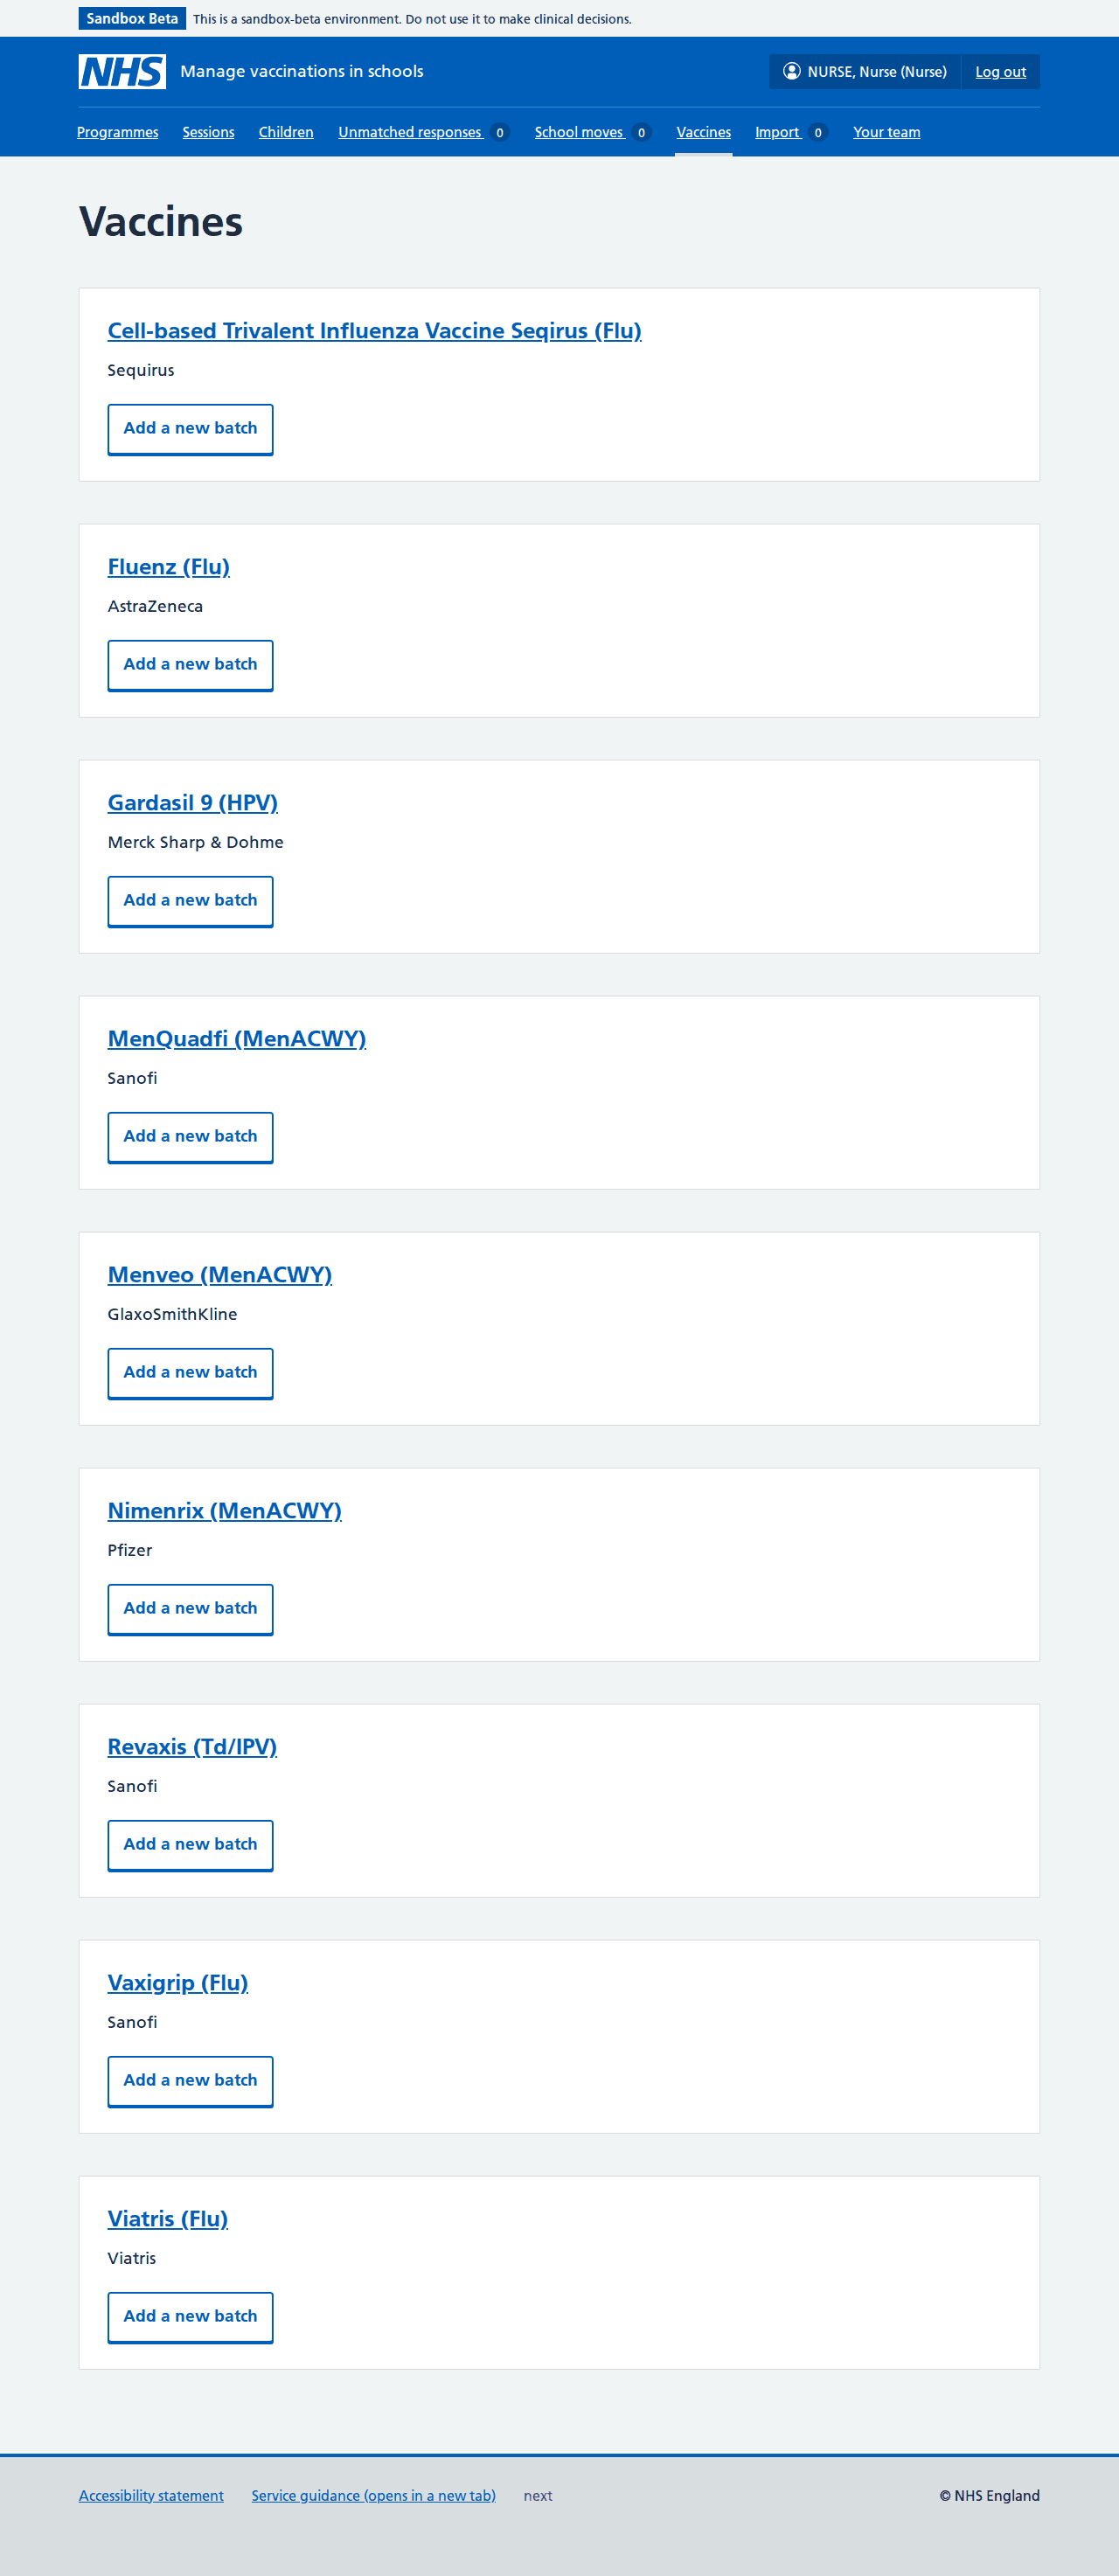 Sandbox Beta This is a sandbox-beta environment. Do not use it to make clinical decisions.
NHS Manage vaccinations in schools NURSE, Nurse (Nurse) Log out
Programmes Sessions Children Unmatched responses 0 School moves 0 Vaccines Import 0 Your team
Vaccines
Cell-based Trivalent Influenza Vaccine Seqirus (Flu)
Sequirus
Add a new batch
Fluenz (Flu)
AstraZeneca
Add a new batch
Gardasil 9 (HPV)
Merck Sharp & Dohme
Add a new batch
MenQuadfi (MenACWY)
Sanofi
Add a new batch
Menveo (MenACWY)
GlaxoSmithKline
Add a new batch
Nimenrix (MenACWY)
Pfizer
Add a new batch
Revaxis (Td/IPV)
Sanofi
Add a new batch
Vaxigrip (Flu)
Sanofi
Add a new batch
Viatris (Flu)
Viatris
Add a new batch
Accessibility statement Service guidance (opens in a new tab) next © NHS England